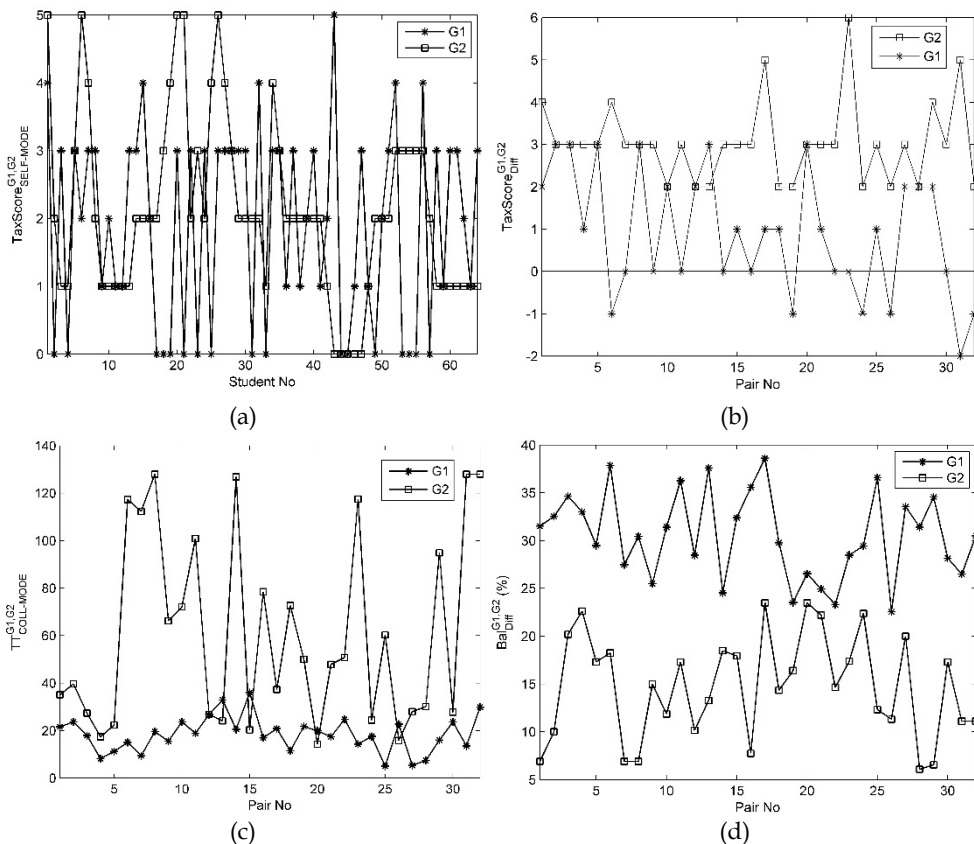 TaxScore^{G1,G2}_{SELF-MODE}
5
4
3
2
1
0
10
20
30
40
50
60
Student No
G1
G2
(a)
TaxScore^{G1,G2}_{Diff}
6
5
4
3
2
1
0
-1
-2
5
10
15
20
25
30
Pair No
G2
G1
(b)
TT^{G1,G2}_{COLL-MODE}
140
120
100
80
60
40
20
0
5
10
15
20
25
30
Pair No
G1
G2
(c)
Bal^{G1,G2}_{Diff} (%)
40
35
30
25
20
15
10
5
5
10
15
20
25
30
Pair No
G1
G2
(d)